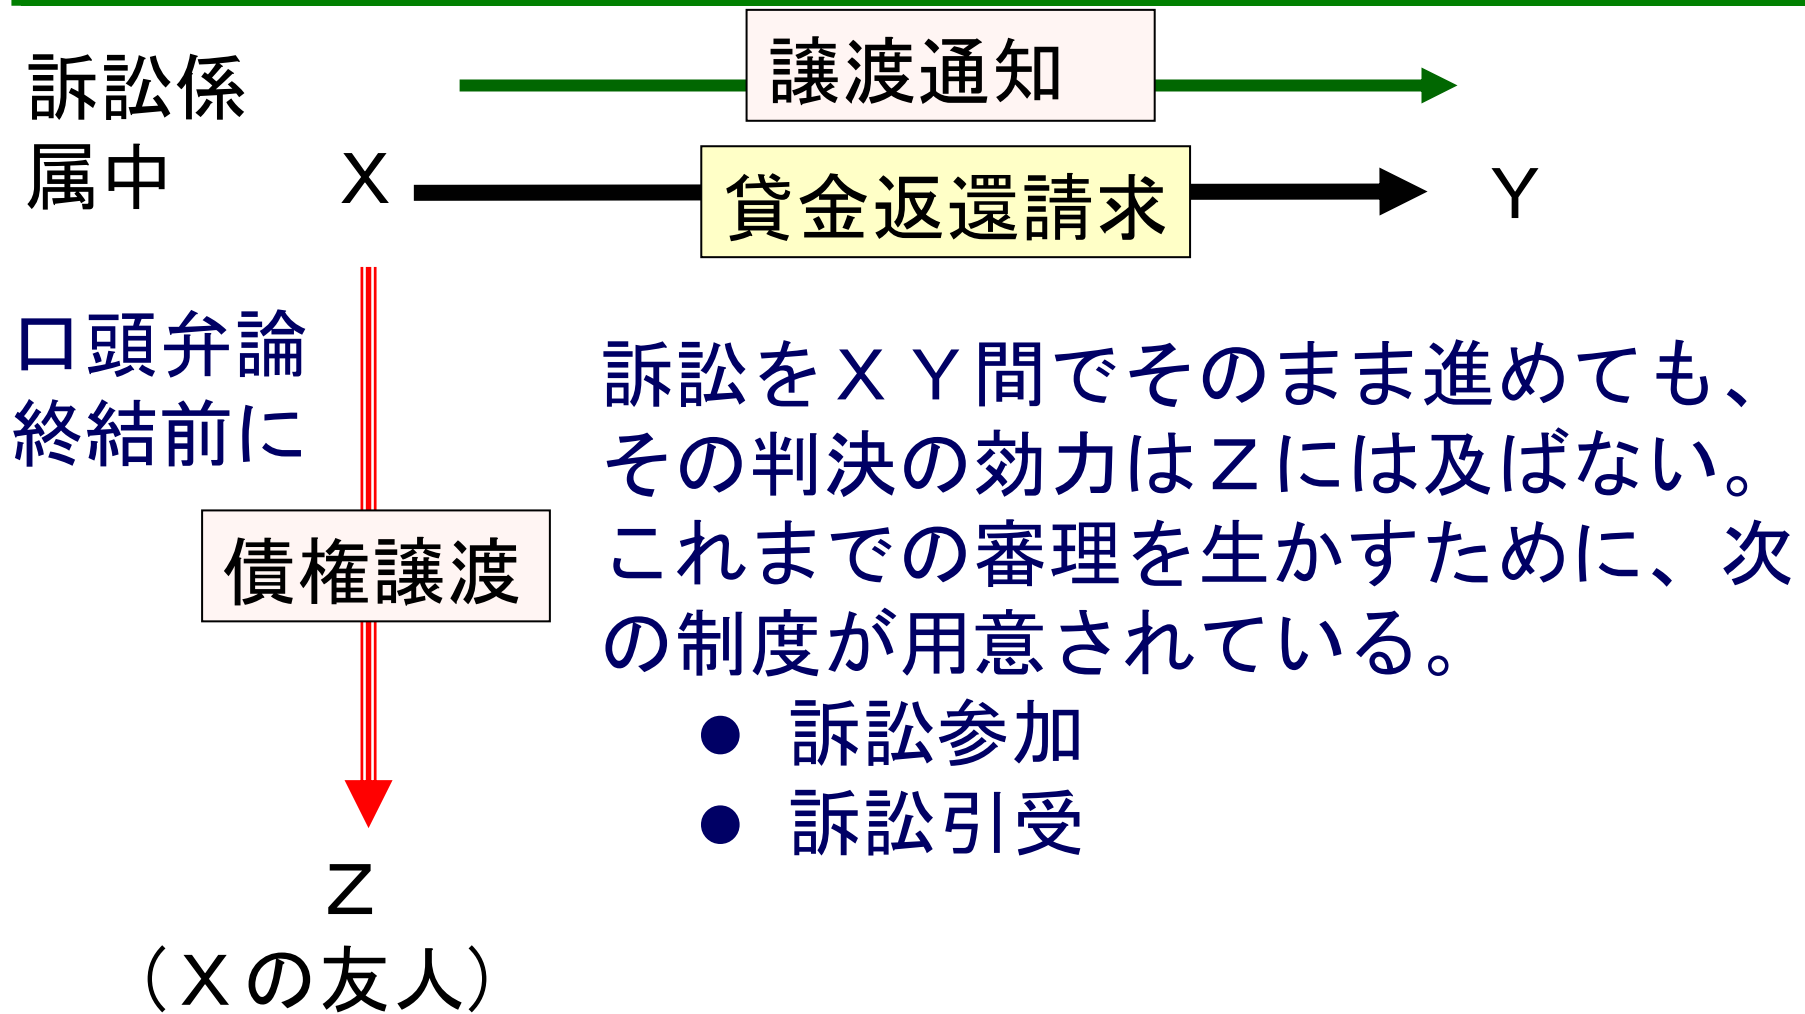 譲渡通知
訴訟係
属中
X
貸金返還請求
Y
口頭弁論
終結前に
債権譲渡
Z
（Xの友人）
訴訟をＸＹ間でそのまま進めても、
その判決の効力はＺには及ばない。
これまでの審理を生かすために、次
の制度が用意されている。
● 訴訟参加
● 訴訟引受